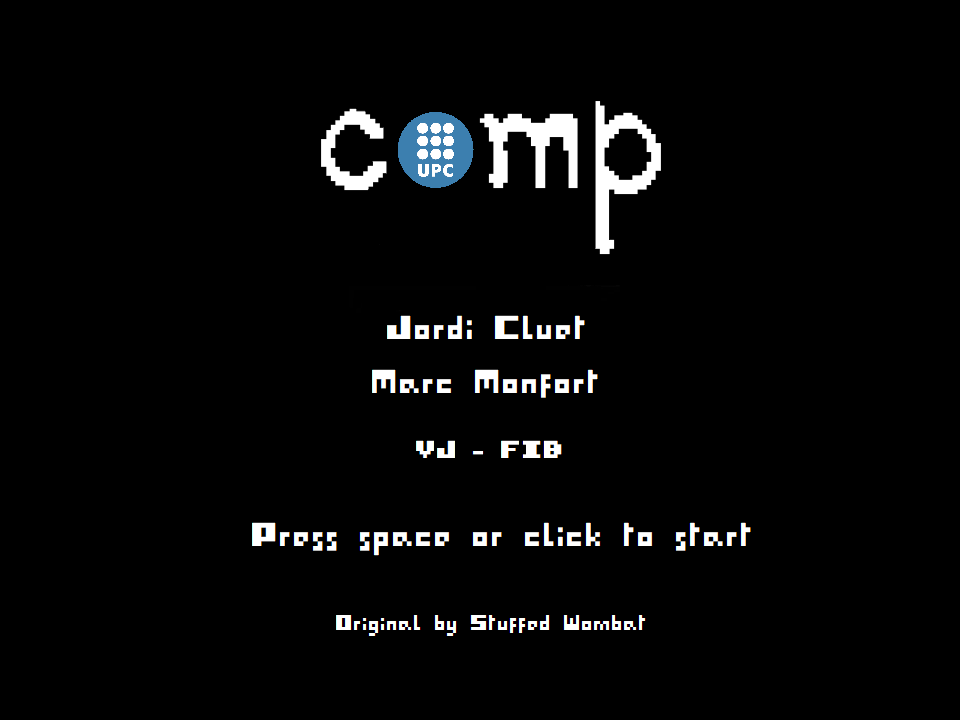 comp
UPC
Jordi Cluet
Marc Monfort
VJ - FIB
Press space or click to start
Original by Stuffed Wombat